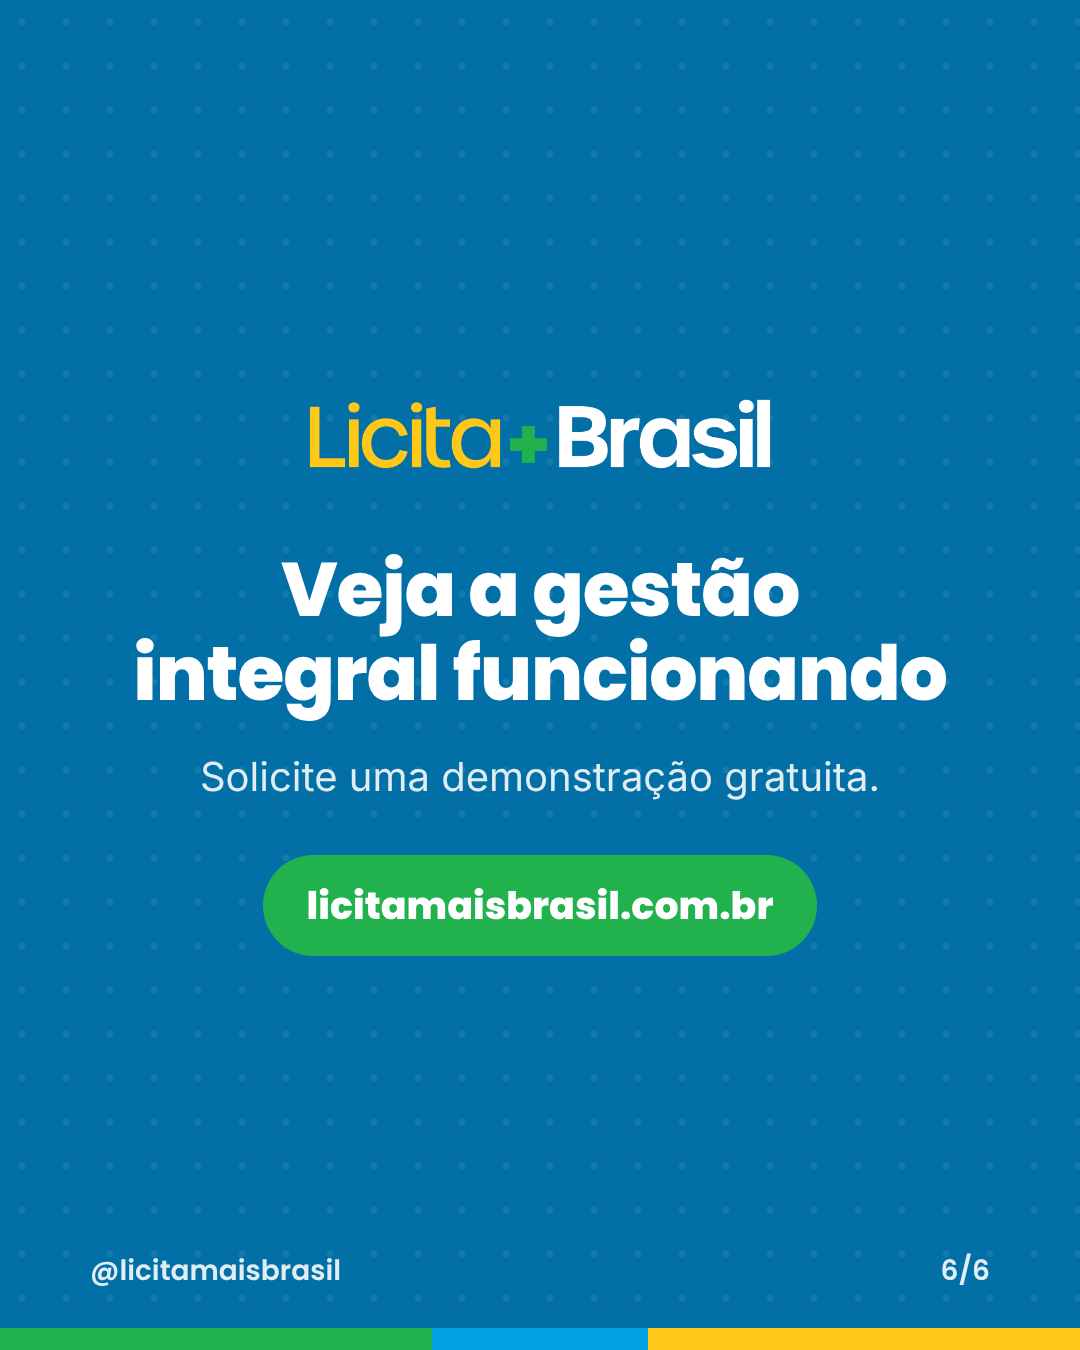 Licita+Brasil
Veja a gestão
integral funcionando
Solicite uma demonstração gratuita.
licitamaisbrasil.com.br
@licitamaisbrasil
6/6